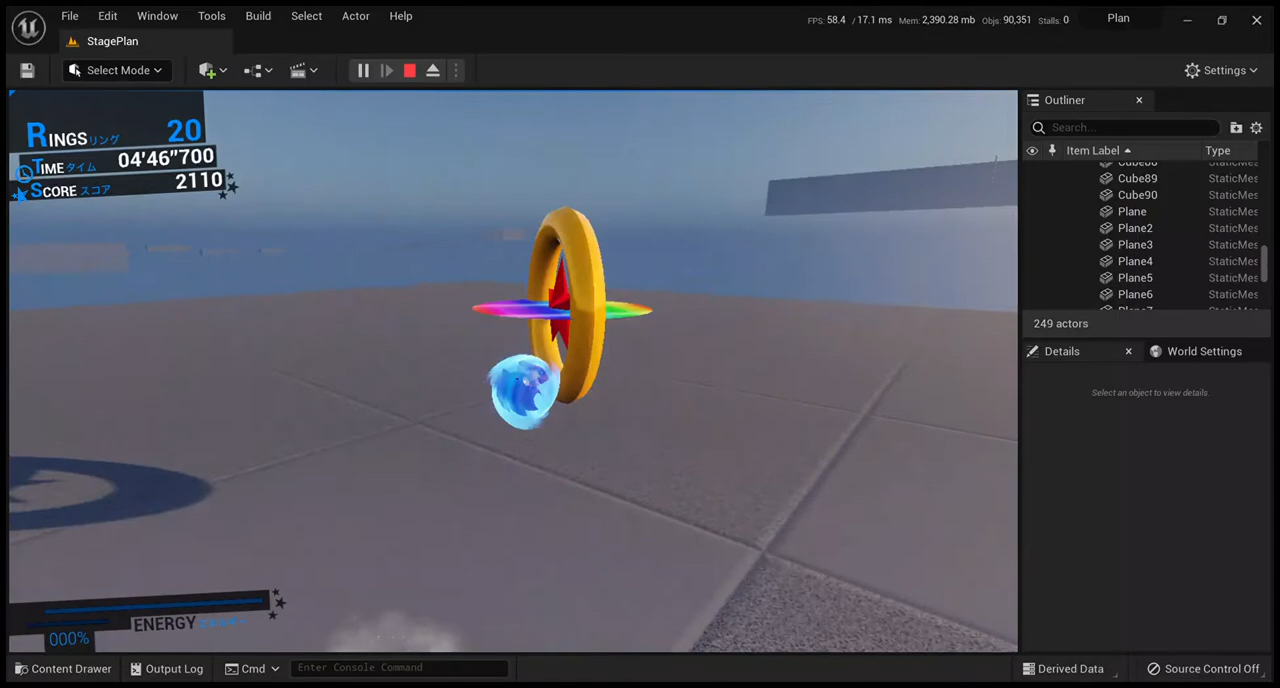 File Edit Window Tools Build Select Actor Help
FPS: 58.4 / 17.1 ms Mem: 2,390.28 mb Objs: 90,351 Stalls: 0
Plan
StagePlan
Select Mode
Settings
RINGS リング 20
TIME タイム 04'46"700
SCORE スコア 2110
ENERGY
000%
Outliner
Search...
Item Label Type
Cube88
Cube89 StaticMes
Cube90 StaticMes
Plane StaticMes
Plane2 StaticMes
Plane3 StaticMes
Plane4 StaticMes
Plane5 StaticMes
Plane6 StaticMes
249 actors
Details
World Settings
Select an object to view details.
Content Drawer
Output Log
Cmd
Enter Console Command
Derived Data
Source Control Off